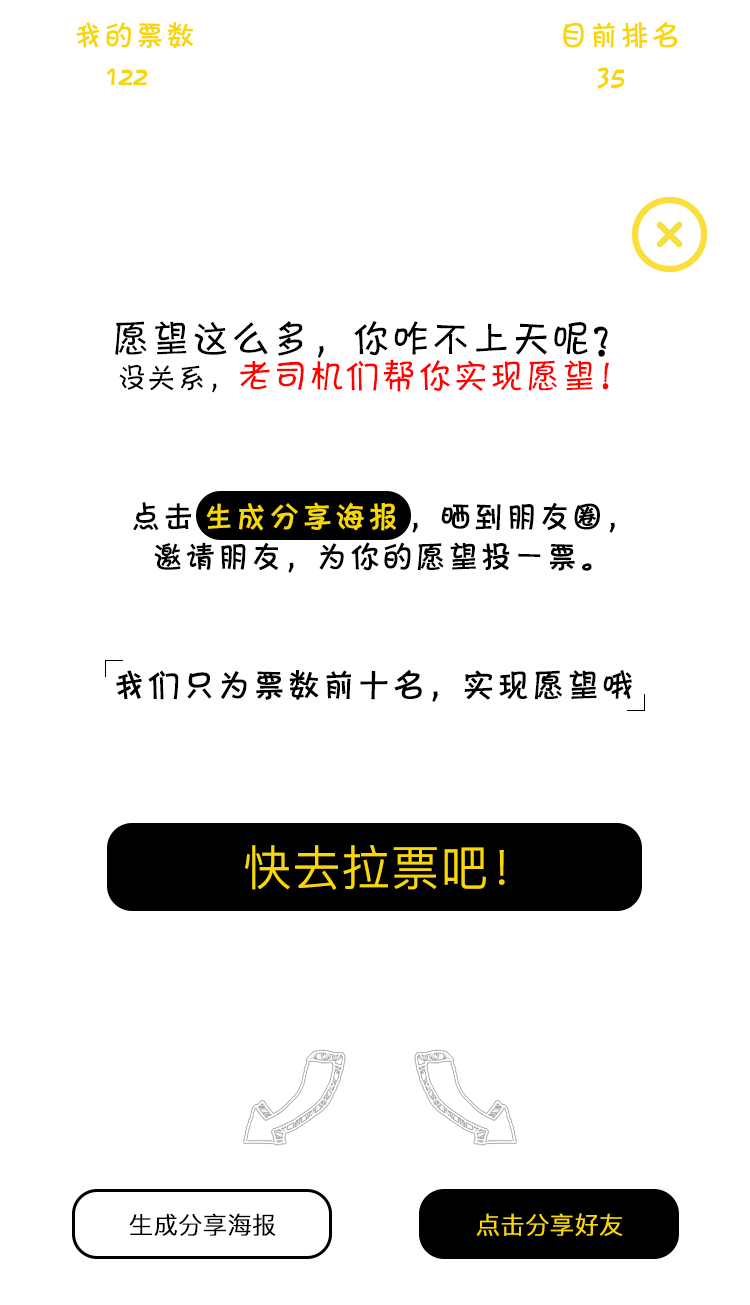 我的票数
目前排名
122
35
愿望这么多，你咋不上天呢？
没关系，老司机们帮你实现愿望！
点击生成分享海报，晒到朋友圈，
邀请朋友，为你的愿望投一票。
「我们只为票数前十名，实现愿望哦」
快去拉票吧！
生成分享海报
点击分享好友